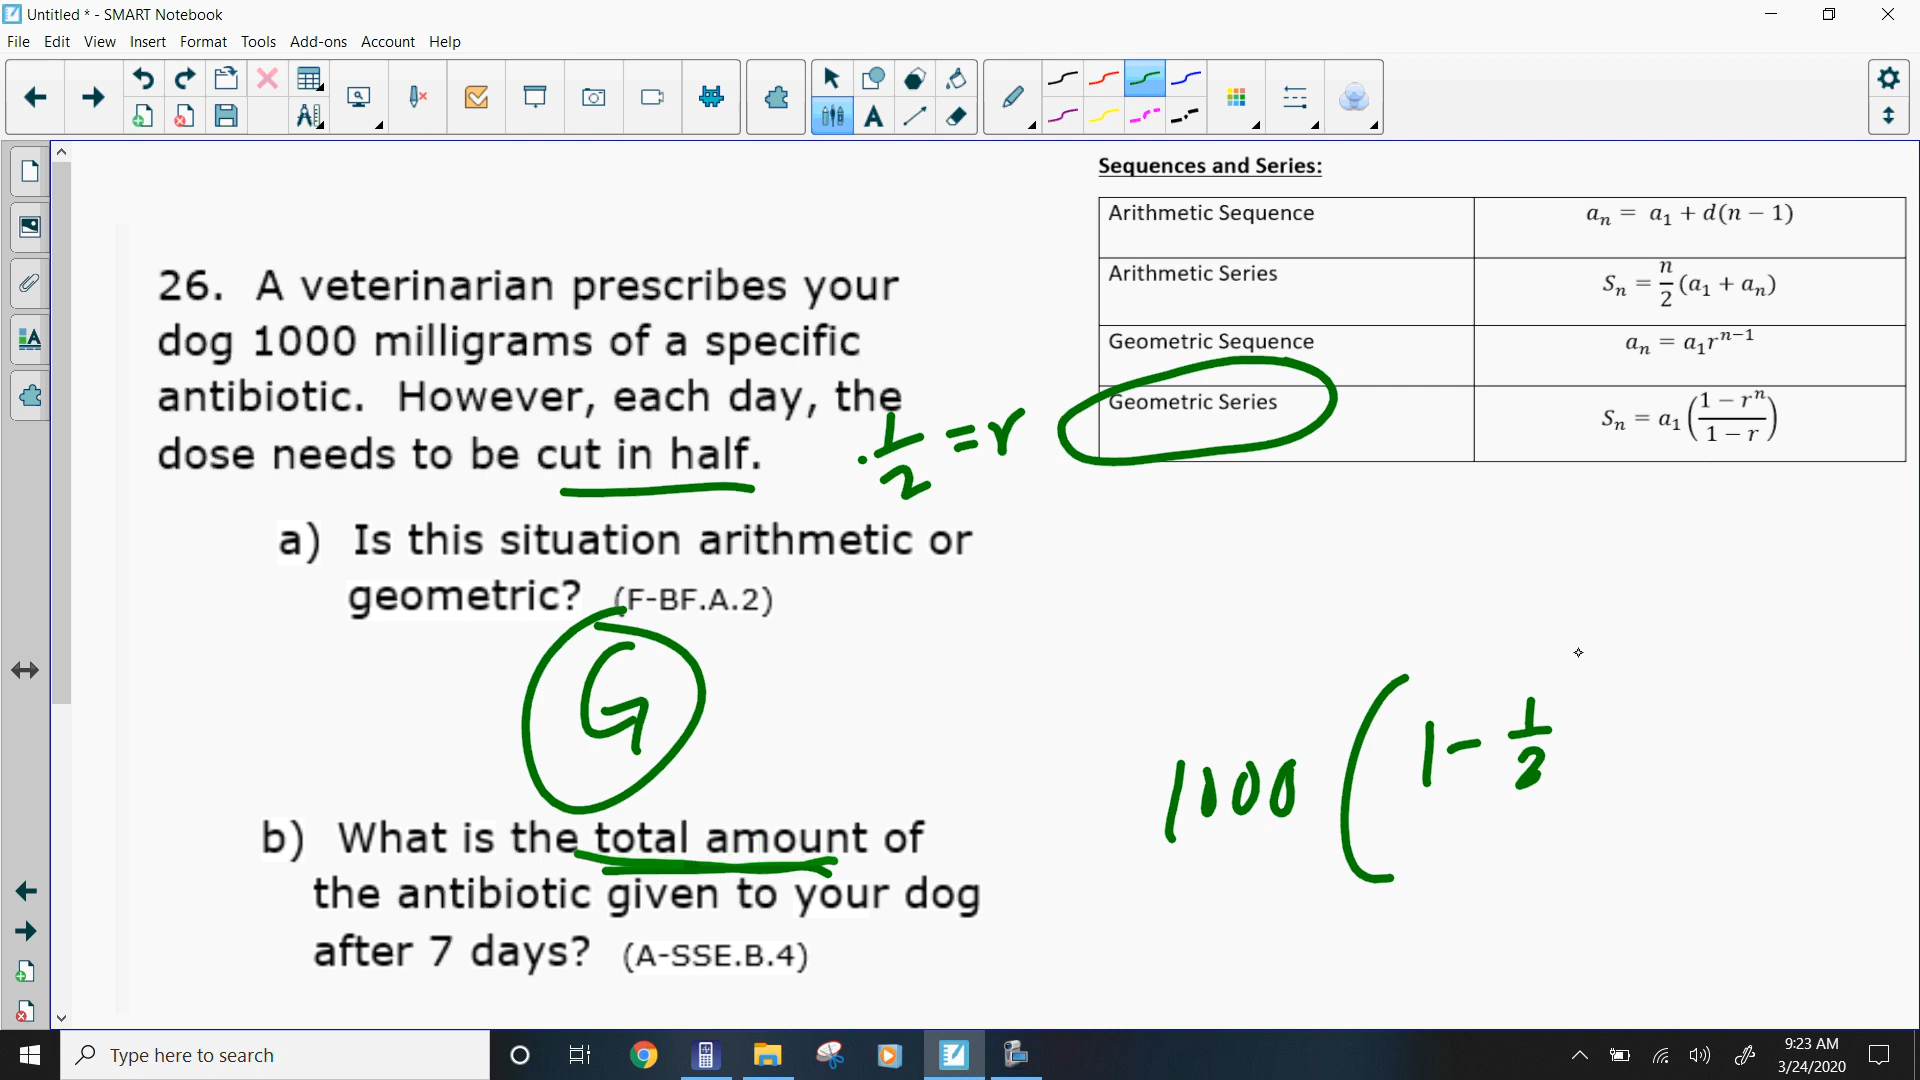 Untitled * - SMART Notebook
File Edit View Insert Format Tools Add-ons Account Help
Sequences and Series:
Arithmetic Sequence aₙ = a₁ + d(n − 1)
Arithmetic Series Sₙ = n/2 (a₁ + aₙ)
Geometric Sequence aₙ = a₁rⁿ⁻¹
Geometric Series Sₙ = a₁ ((1 − rⁿ)/(1 − r))
26. A veterinarian prescribes your
dog 1000 milligrams of a specific
antibiotic. However, each day, the
dose needs to be cut in half.
· 1/2 = r
a) Is this situation arithmetic or
geometric? (F-BF.A.2)
G
b) What is the total amount of
the antibiotic given to your dog
after 7 days? (A-SSE.B.4)
1000 ( 1 - 1/2
Type here to search
9:23 AM
3/24/2020